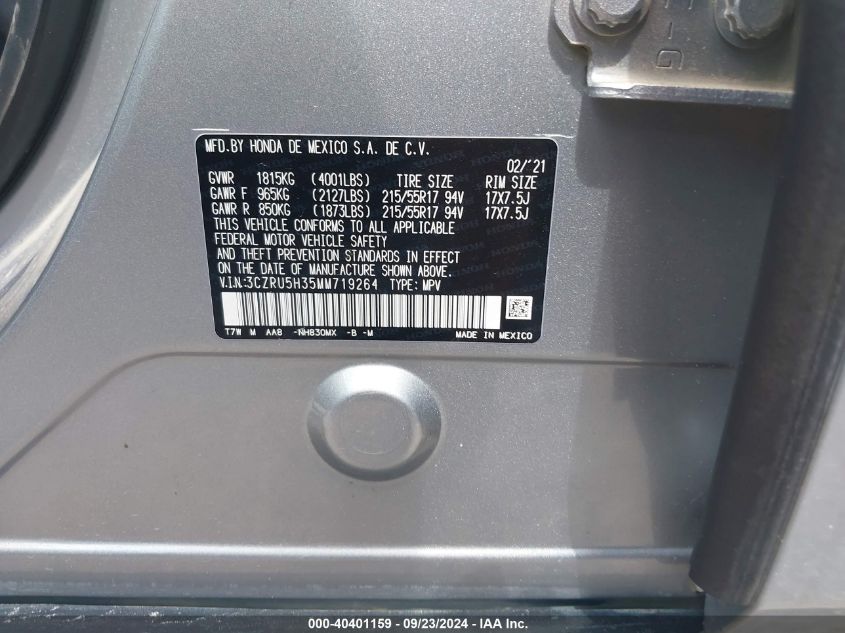 MFD.BY HONDA DE MEXICO S.A. DE C.V.
02/'21
GVWR 1815KG (4001LBS) TIRE SIZE RIM SIZE
GAWR F 965KG (2127LBS) 215/55R17 94V 17X7.5J
GAWR R 850KG (1873LBS) 215/55R17 94V 17X7.5J
THIS VEHICLE CONFORMS TO ALL APPLICABLE
FEDERAL MOTOR VEHICLE SAFETY
AND THEFT PREVENTION STANDARDS IN EFFECT
ON THE DATE OF MANUFACTURE SHOWN ABOVE.
V.I.N:3CZRU5H35MM719264 TYPE: MPV
T7W M AA8 -NH830MX -B -M MADE IN MEXICO
000-40401159 - 09/23/2024 - IAA Inc.